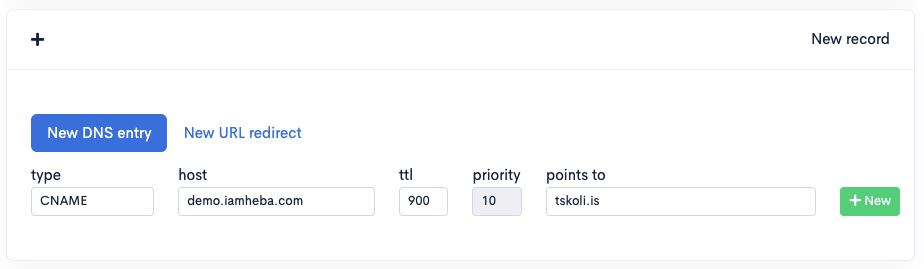 New record
New DNS entry New URL redirect
type host ttl priority points to
CNAME demo.iamheba.com 900 10 tskoli.is + New